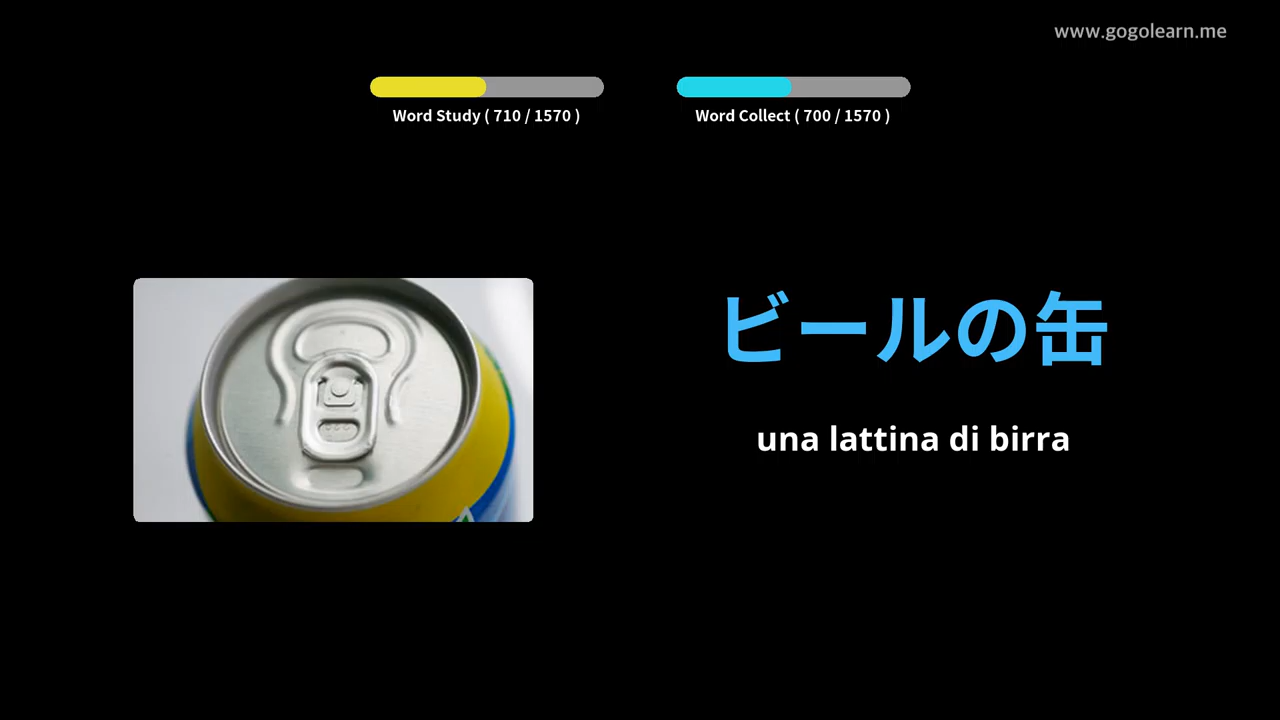 www.gogolearn.me
Word Study ( 710 / 1570 )
Word Collect ( 700 / 1570 )
ビールの缶
una lattina di birra